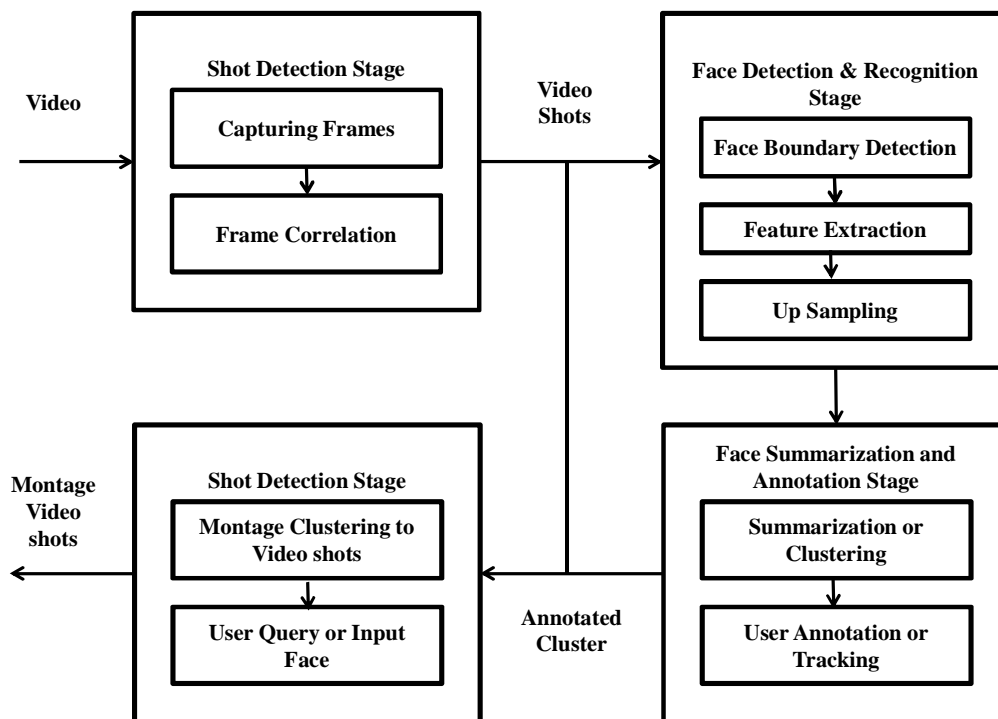 Video
Shot Detection Stage
Capturing Frames
Frame Correlation
Video
Shots
Face Detection & Recognition
Stage
Face Boundary Detection
Feature Extraction
Up Sampling
Montage
Video
shots
Shot Detection Stage
Montage Clustering to
Video shots
User Query or Input
Face
Annotated
Cluster
Face Summarization and
Annotation Stage
Summarization or
Clustering
User Annotation or
Tracking